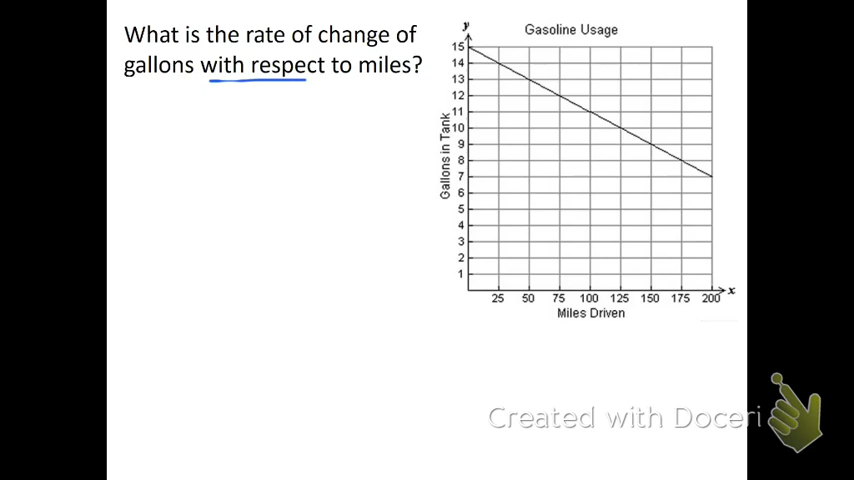 What is the rate of change of
gallons with respect to miles?
y
Gasoline Usage
15
14
13
12
11
10
9
8
7
6
5
4
3
2
1
Gallons in Tank
25 50 75 100 125 150 175 200 x
Miles Driven
Created with Doceri